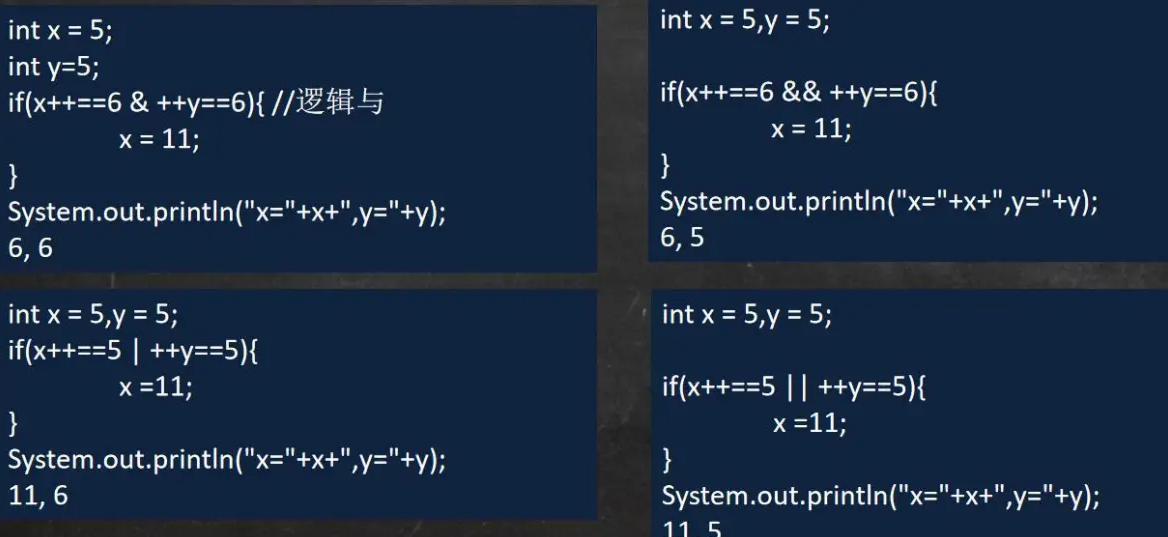 int x = 5;
int y=5;
if(x++==6 & ++y==6){ //逻辑与
x = 11;
}
System.out.println("x="+x+",y="+y);
6, 6
int x = 5,y = 5;
if(x++==6 && ++y==6){
x = 11;
}
System.out.println("x="+x+",y="+y);
6, 5
int x = 5,y = 5;
if(x++==5 | ++y==5){
x =11;
}
System.out.println("x="+x+",y="+y);
11, 6
int x = 5,y = 5;
if(x++==5 || ++y==5){
x =11;
}
System.out.println("x="+x+",y="+y);
11, 5